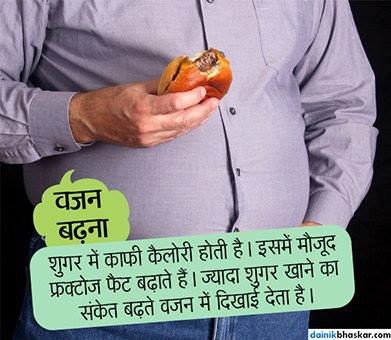 वजन
बढ़ना
शुगर में काफी कैलोरी होती है। इसमें मौजूद
फ्रक्टोज फैट बढ़ाते हैं। ज्यादा शुगर खाने का
संकेत बढ़ते वजन में दिखाई देता है।
dainikbhaskar.com